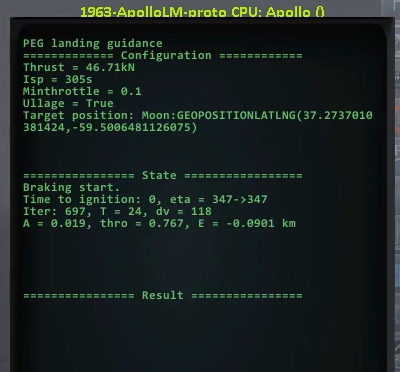 1963-ApolloLM-proto CPU: Apollo ()
PEG landing guidance
============= Configuration ============
Thrust = 46.71kN
Isp = 305s
Minthrottle = 0.1
Ullage = True
Target position: Moon:GEOPOSITIONLATLNG(37.2737010
381424,-59.5006481126075)
================ State =================
Braking start.
Time to ignition: 0, eta = 347->347
Iter: 697, T = 24, dv = 118
A = 0.019, thro = 0.767, E = -0.0901 km
================ Result ================